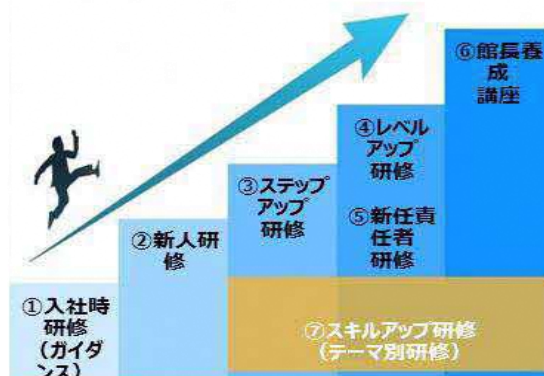 ①入社時
研修
（ガイダ
ンス）
②新人研
修
③ステップ
アップ
研修
④レベル
アップ
研修
⑤新任責
任者
研修
⑥館長養
成
講座
⑦スキルアップ研修
（テーマ別研修）